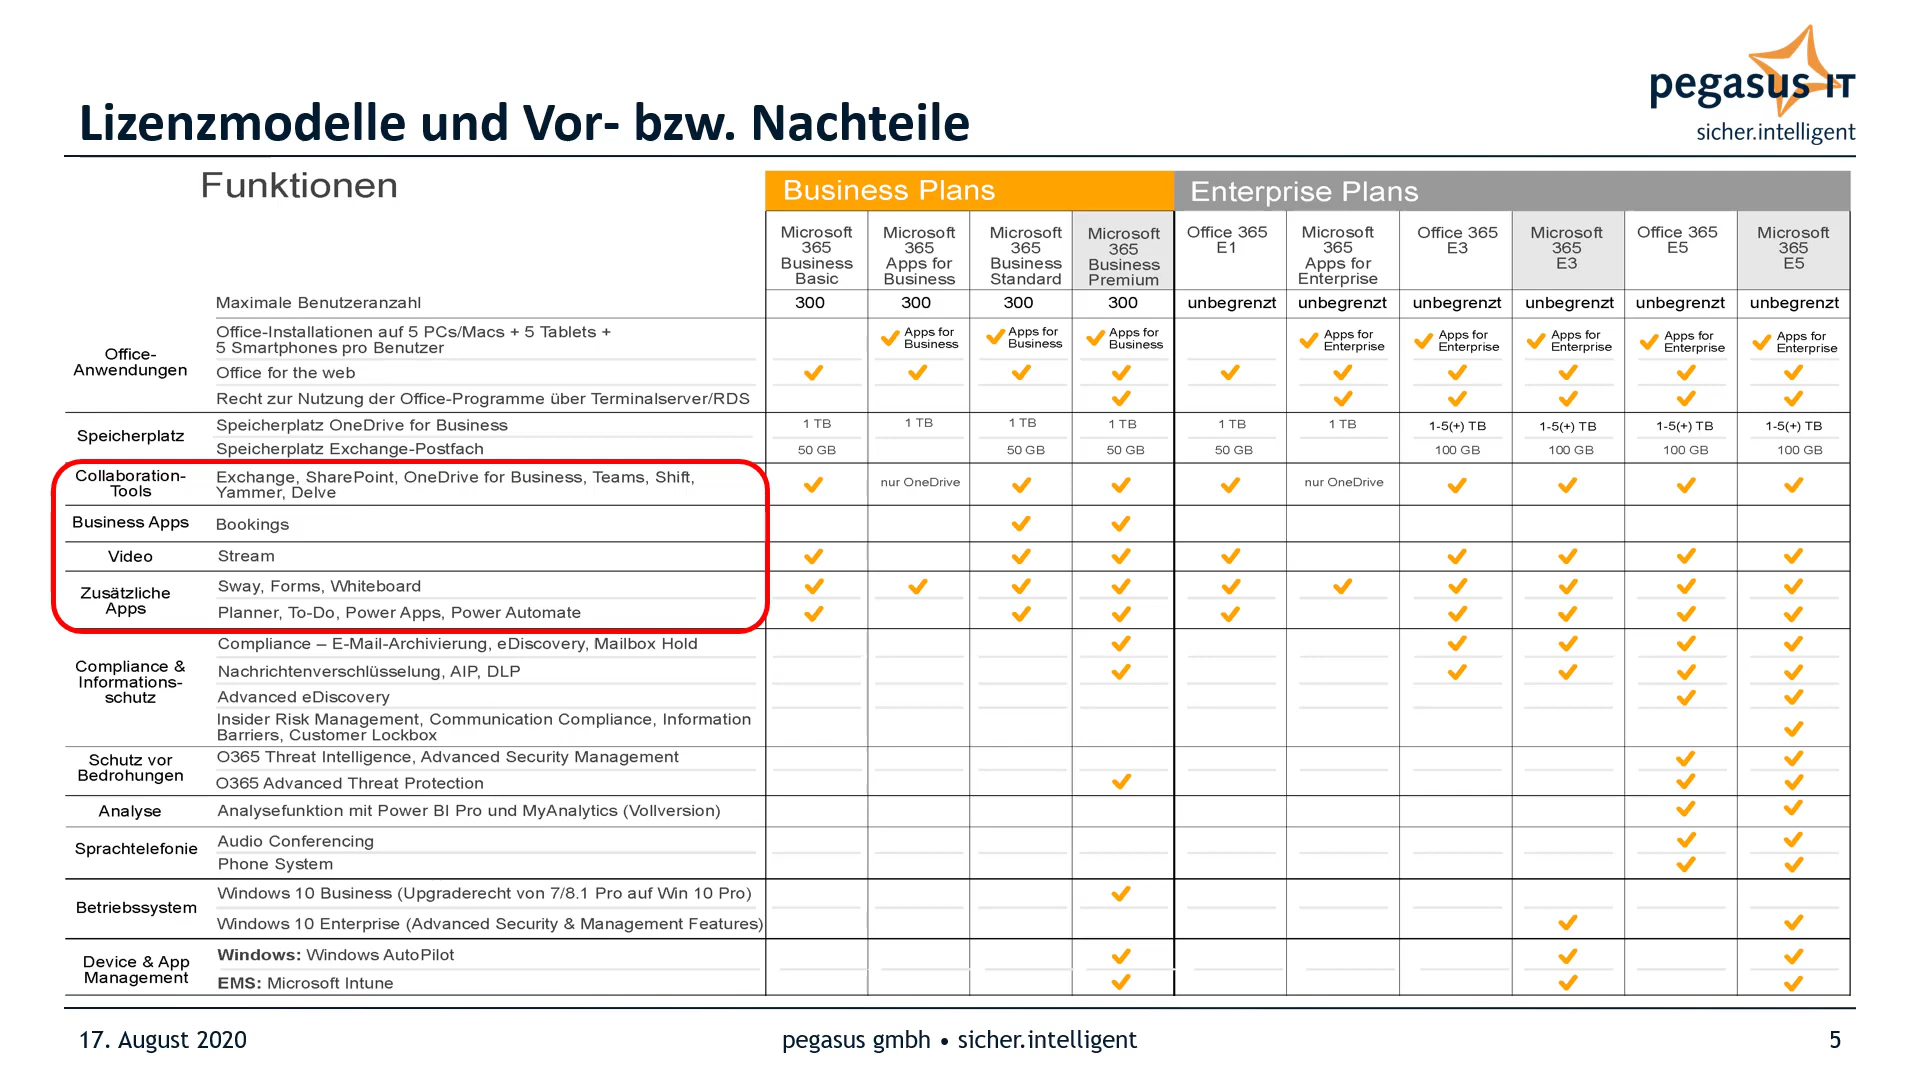 pegasus IT
sicher.intelligent
Lizenzmodelle und Vor- bzw. Nachteile
Funktionen
Business Plans
Enterprise Plans
Microsoft 365 Business Basic
Microsoft 365 Apps for Business
Microsoft 365 Business Standard
Microsoft 365 Business Premium
Office 365 E1
Microsoft 365 Apps for Enterprise
Office 365 E3
Microsoft 365 E3
Office 365 E5
Microsoft 365 E5
Maximale Benutzeranzahl 300 300 300 300 unbegrenzt unbegrenzt unbegrenzt unbegrenzt unbegrenzt unbegrenzt
Office-Anwendungen
Office-Installationen auf 5 PCs/Macs + 5 Tablets +
5 Smartphones pro Benutzer
Apps for Business Apps for Business Apps for Business Apps for Enterprise Apps for Enterprise Apps for Enterprise Apps for Enterprise Apps for Enterprise
Office for the web
Recht zur Nutzung der Office-Programme über Terminalserver/RDS
Speicherplatz
Speicherplatz OneDrive for Business 1 TB 1 TB 1 TB 1 TB 1 TB 1 TB 1-5(+) TB 1-5(+) TB 1-5(+) TB 1-5(+) TB
Speicherplatz Exchange-Postfach 50 GB 50 GB 50 GB 50 GB 100 GB 100 GB 100 GB 100 GB
Collaboration-Tools
Exchange, SharePoint, OneDrive for Business, Teams, Shift,
Yammer, Delve
nur OneDrive nur OneDrive
Business Apps Bookings
Video Stream
Zusätzliche Apps
Sway, Forms, Whiteboard
Planner, To-Do, Power Apps, Power Automate
Compliance & Informations-schutz
Compliance – E-Mail-Archivierung, eDiscovery, Mailbox Hold
Nachrichtenverschlüsselung, AIP, DLP
Advanced eDiscovery
Insider Risk Management, Communication Compliance, Information
Barriers, Customer Lockbox
Schutz vor Bedrohungen
O365 Threat Intelligence, Advanced Security Management
O365 Advanced Threat Protection
Analyse Analysefunktion mit Power BI Pro und MyAnalytics (Vollversion)
Sprachtelefonie
Audio Conferencing
Phone System
Betriebssystem
Windows 10 Business (Upgraderecht von 7/8.1 Pro auf Win 10 Pro)
Windows 10 Enterprise (Advanced Security & Management Features)
Device & App Management
Windows: Windows AutoPilot
EMS: Microsoft Intune
17. August 2020
pegasus gmbh • sicher.intelligent
5